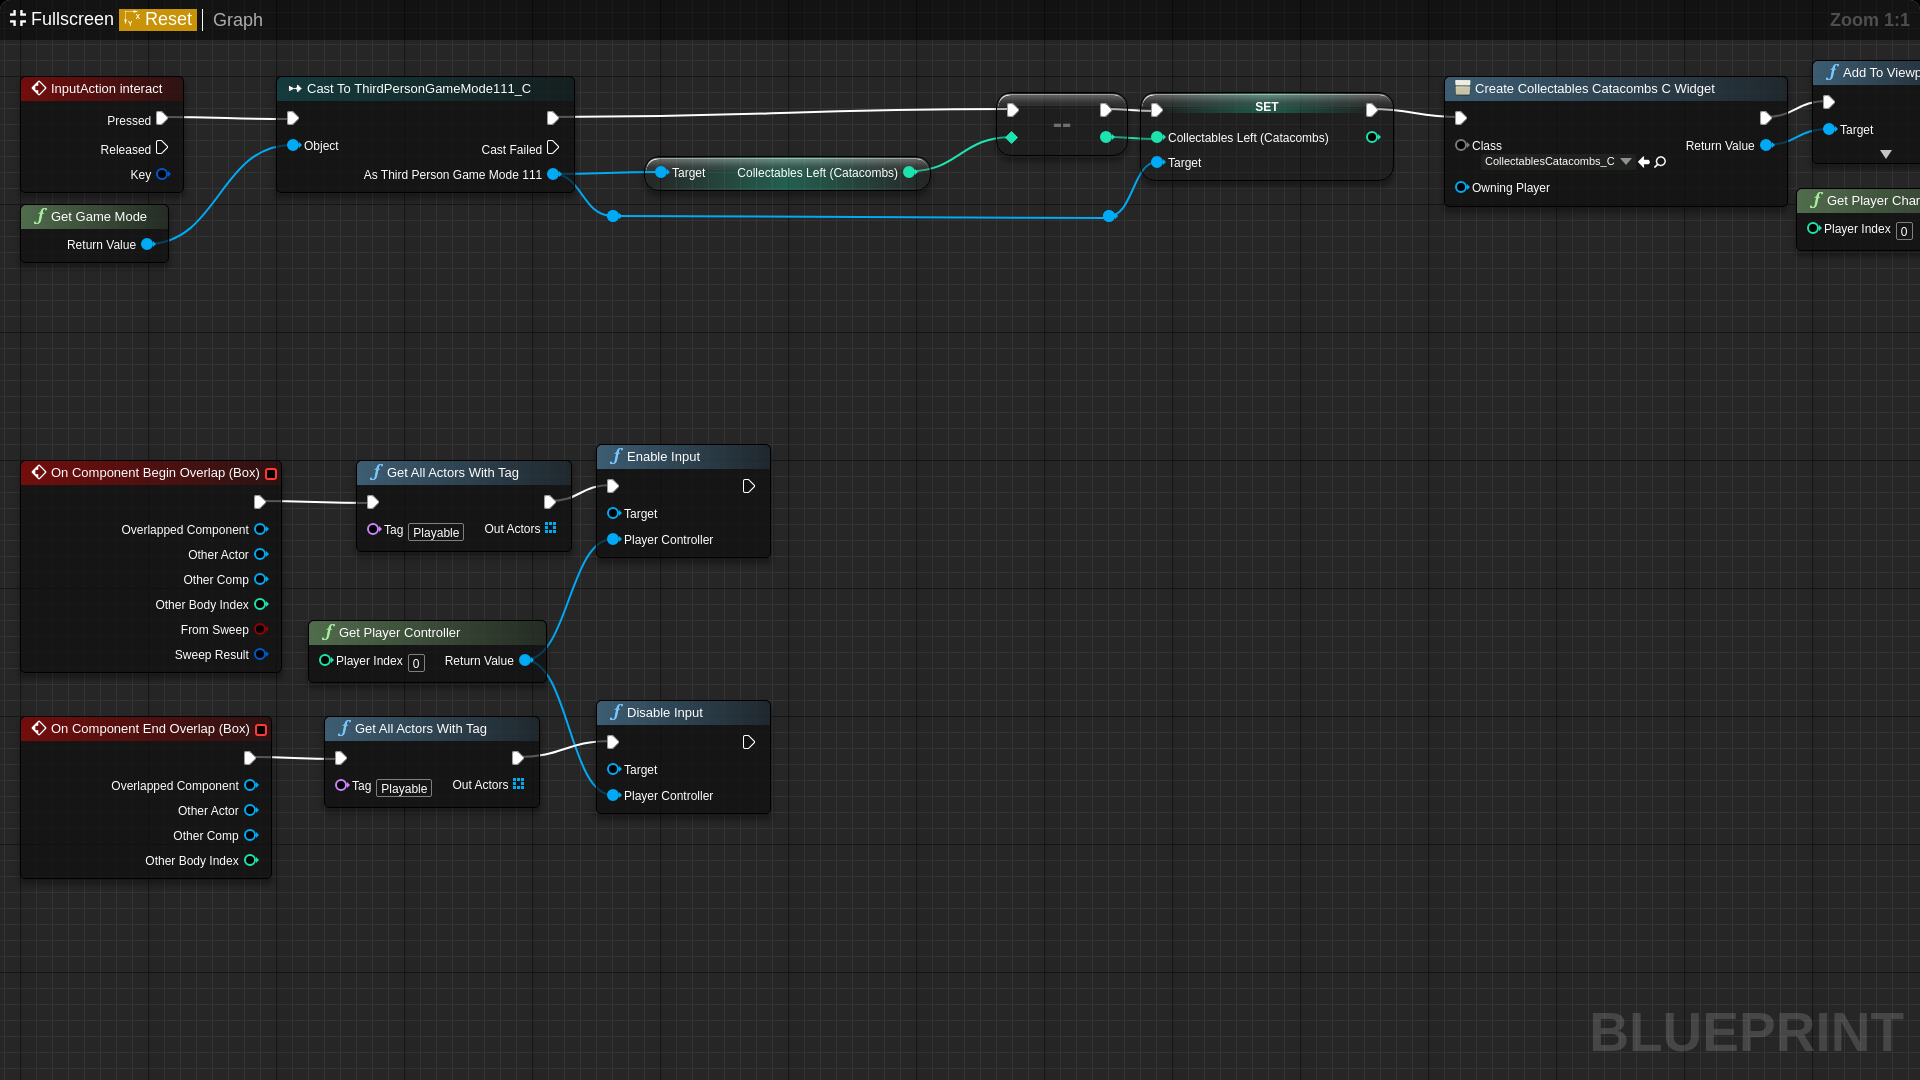 Fullscreen Reset Graph
Zoom 1:1
InputAction interact
Pressed
Released
Key
Get Game Mode
Return Value
Cast To ThirdPersonGameMode111_C
Object
Cast Failed
As Third Person Game Mode 111
Target Collectables Left (Catacombs)
--
SET
Collectables Left (Catacombs)
Target
Create Collectables Catacombs C Widget
Class
CollectablesCatacombs_C
Return Value
Owning Player
Add To Viewp
Target
Get Player Char
Player Index 0
On Component Begin Overlap (Box)
Overlapped Component
Other Actor
Other Comp
Other Body Index
From Sweep
Sweep Result
Get All Actors With Tag
Tag Playable Out Actors
Enable Input
Target
Player Controller
Get Player Controller
Player Index 0 Return Value
On Component End Overlap (Box)
Overlapped Component
Other Actor
Other Comp
Other Body Index
Get All Actors With Tag
Tag Playable Out Actors
Disable Input
Target
Player Controller
BLUEPRINT